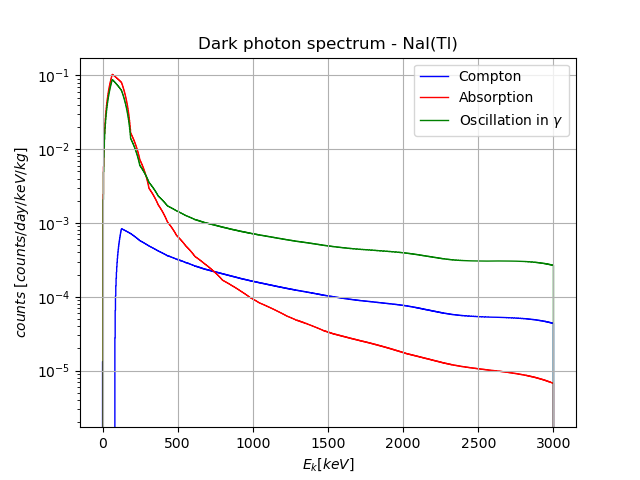 Dark photon spectrum - NaI(Tl)
Compton
Absorption
Oscillation in γ
10⁻¹
10⁻²
10⁻³
10⁻⁴
10⁻⁵
counts [counts/day/keV/kg]
0 500 1000 1500 2000 2500 3000
Eₖ[keV]